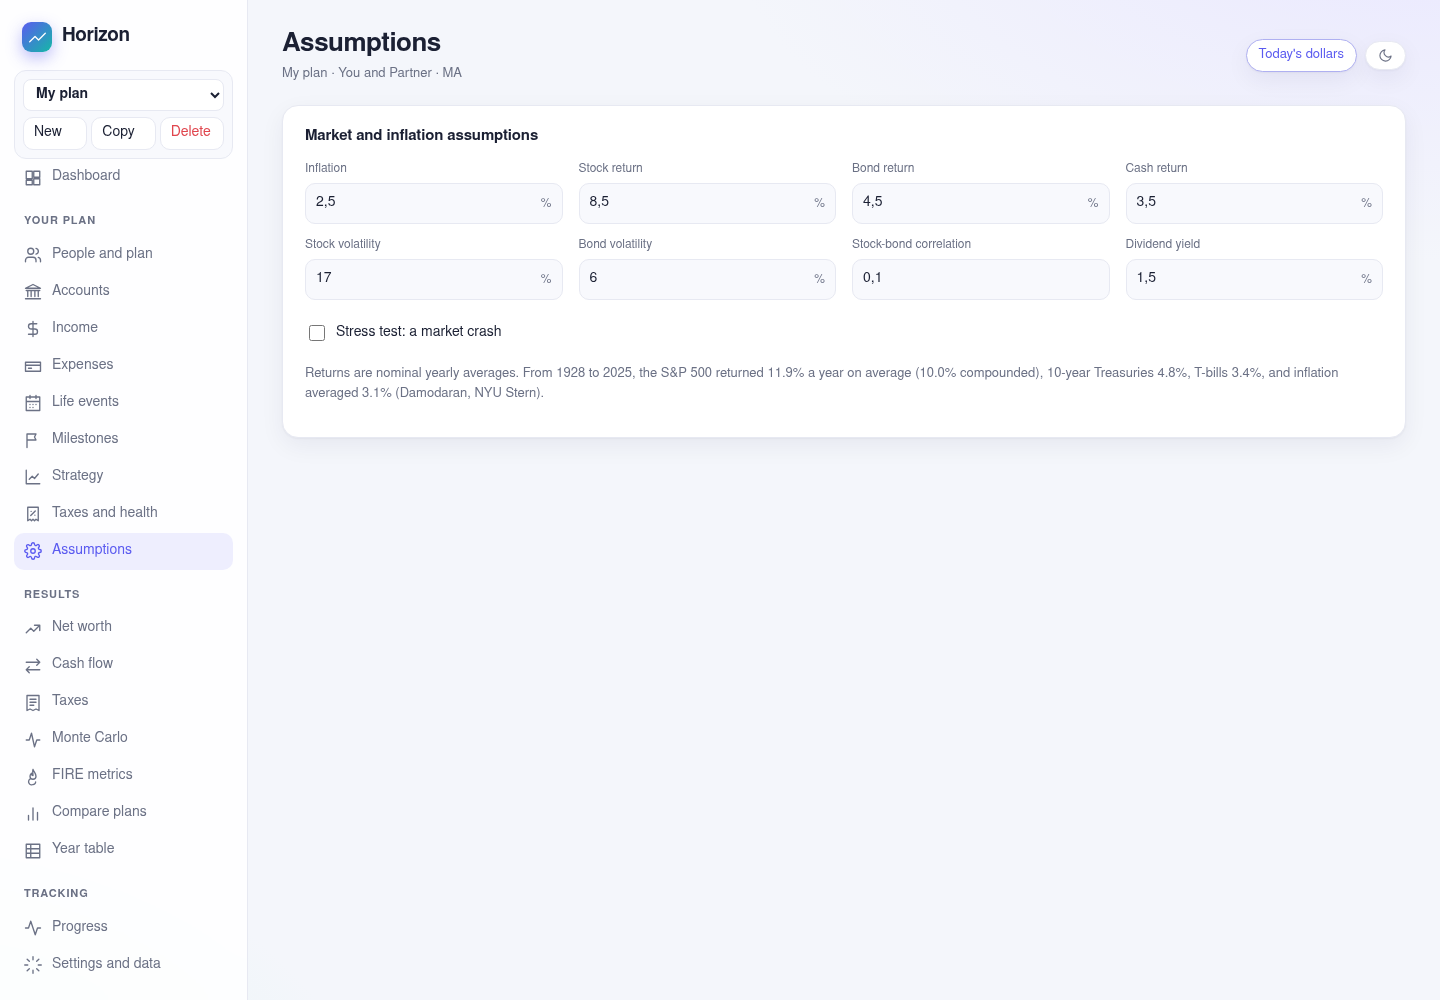 Horizon
My plan
New
Copy
Delete
Dashboard
YOUR PLAN
People and plan
Accounts
Income
Expenses
Life events
Milestones
Strategy
Taxes and health
Assumptions
RESULTS
Net worth
Cash flow
Taxes
Monte Carlo
FIRE metrics
Compare plans
Year table
TRACKING
Progress
Settings and data
Assumptions
My plan · You and Partner · MA
Today's dollars
Market and inflation assumptions
Inflation
2,5 %
Stock return
8,5 %
Bond return
4,5 %
Cash return
3,5 %
Stock volatility
17 %
Bond volatility
6 %
Stock-bond correlation
0,1
Dividend yield
1,5 %
Stress test: a market crash
Returns are nominal yearly averages. From 1928 to 2025, the S&P 500 returned 11.9% a year on average (10.0% compounded), 10-year Treasuries 4.8%, T-bills 3.4%, and inflation
averaged 3.1% (Damodaran, NYU Stern).